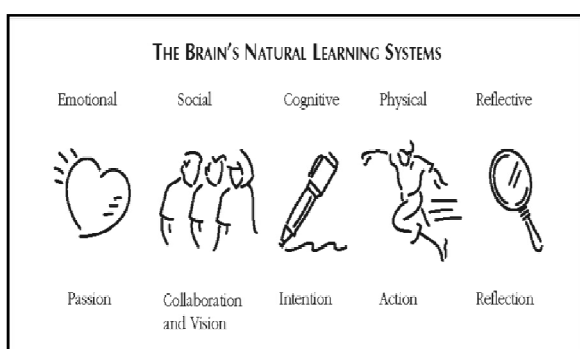 THE BRAIN'S NATURAL LEARNING SYSTEMS
Emotional Social Cognitive Physical Reflective
Passion Collaboration and Vision Intention Action Reflection